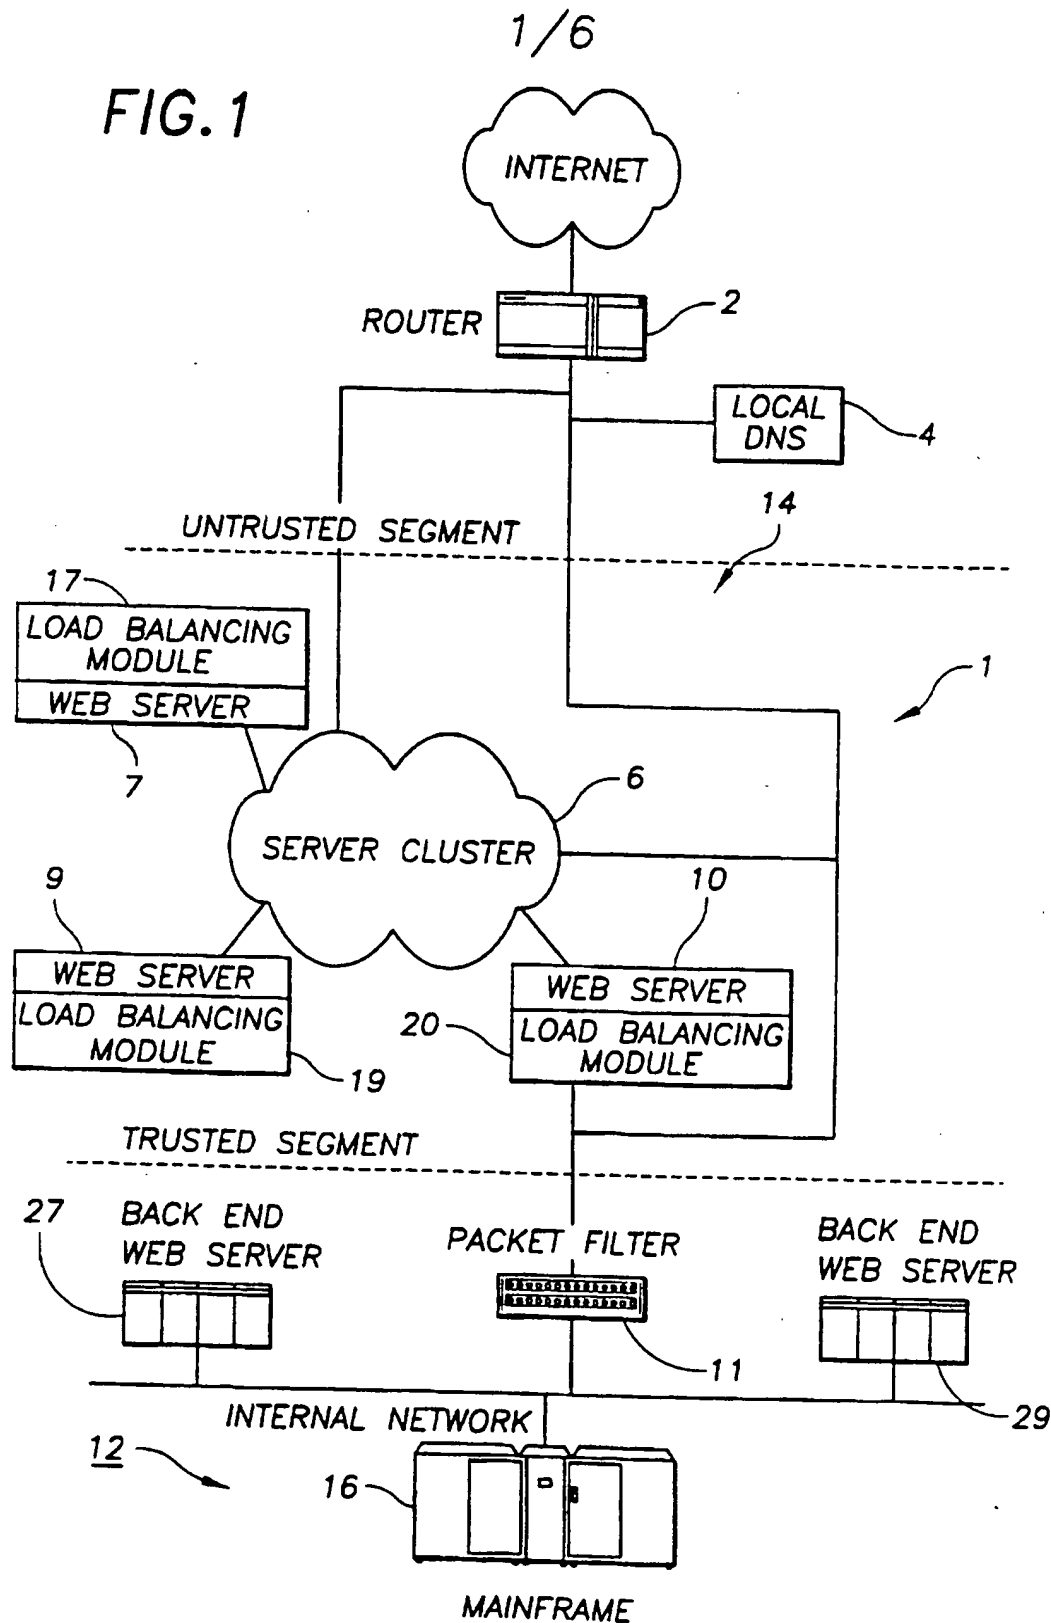 1/6
FIG. 1
INTERNET
ROUTER
2
LOCAL
DNS
4
UNTRUSTED SEGMENT
14
17
LOAD BALANCING
MODULE
WEB SERVER
7
1
6
SERVER CLUSTER
9
WEB SERVER
LOAD BALANCING
MODULE
19
10
WEB SERVER
20
LOAD BALANCING
MODULE
TRUSTED SEGMENT
27
BACK END
WEB SERVER
PACKET FILTER
11
BACK END
WEB SERVER
29
INTERNAL NETWORK
12
16
MAINFRAME